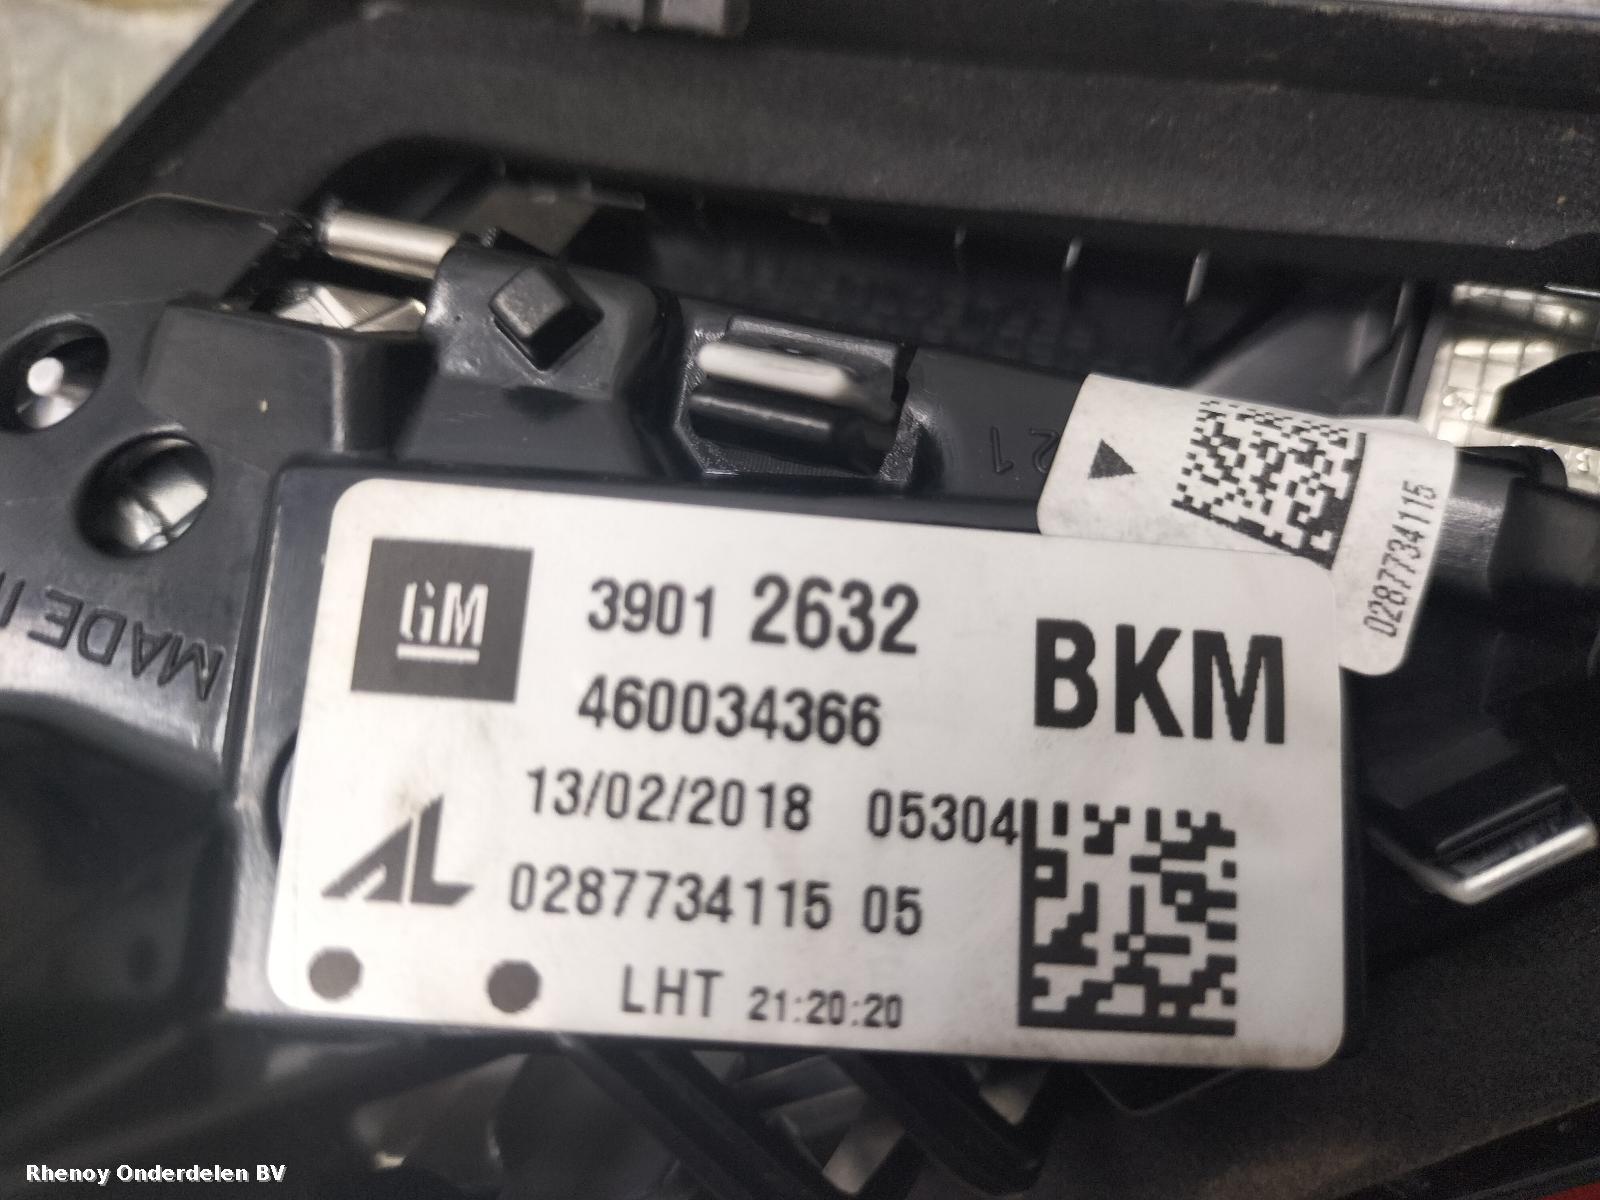 21
0287734115
GM
3901 2632
BKM
460034366
13/02/2018 05304
AL
0287734115 05
LHT 21:20:20
MADE I
Rhenoy Onderdelen BV